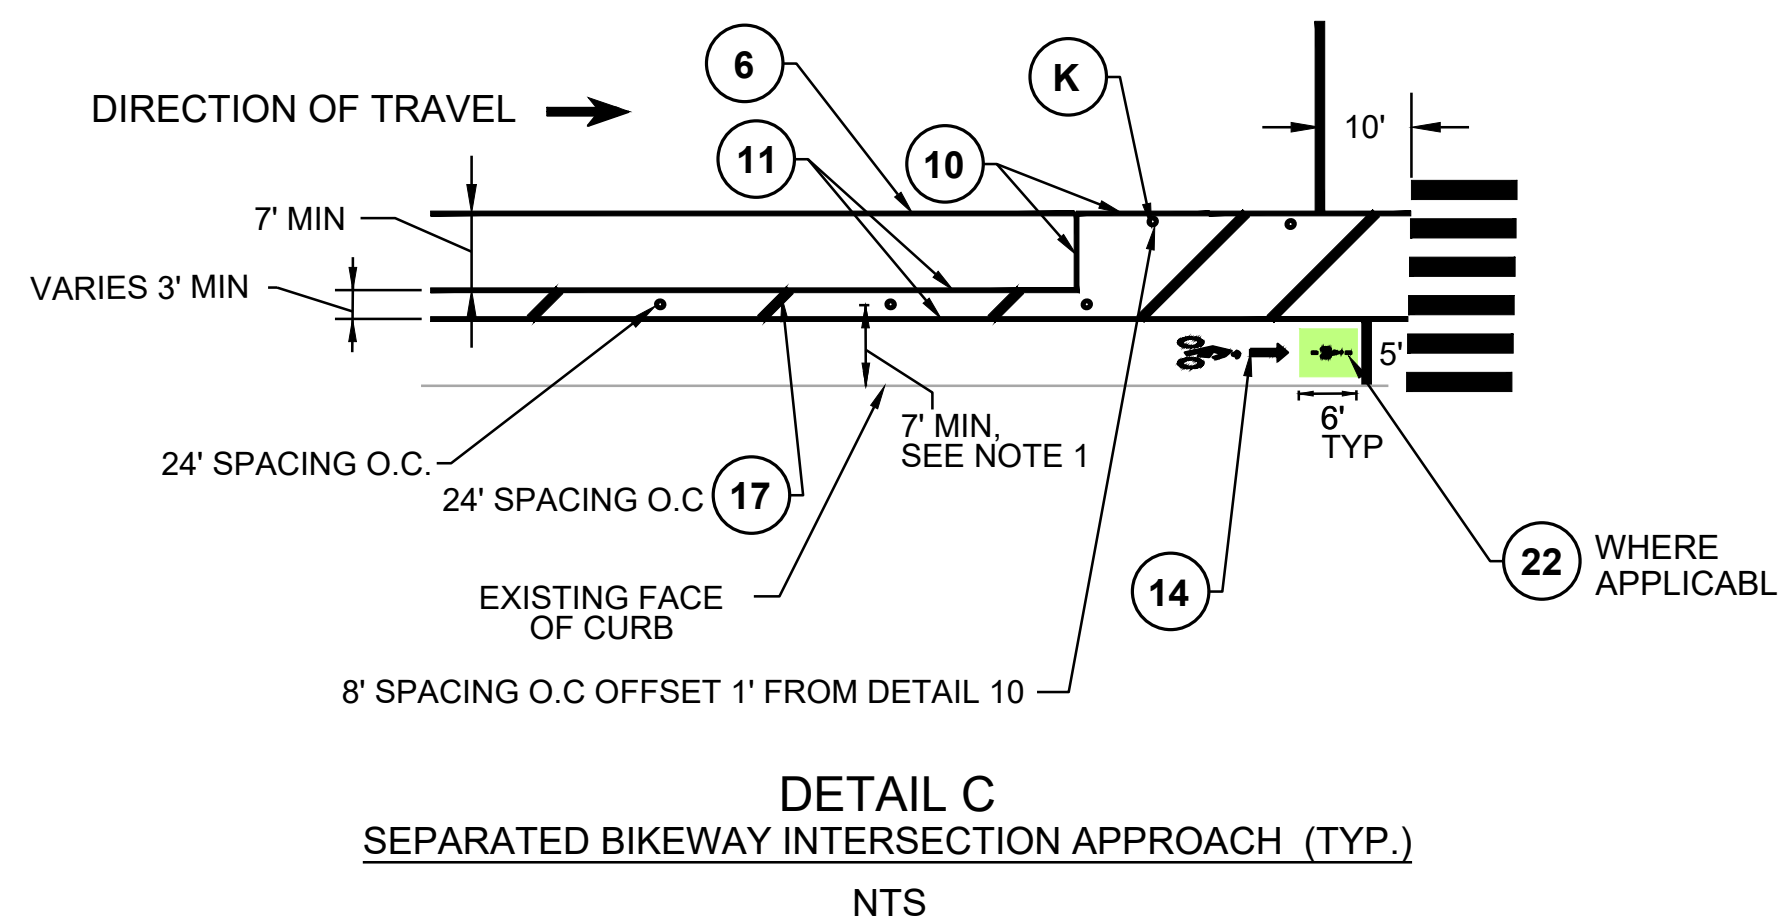 6
K
DIRECTION OF TRAVEL
10'
11
10
7' MIN
VARIES 3' MIN
5'
7' MIN,
SEE NOTE 1
6'
TYP
24' SPACING O.C.
24' SPACING O.C
17
22
WHERE
APPLICABL
EXISTING FACE
OF CURB
14
8' SPACING O.C OFFSET 1' FROM DETAIL 10
DETAIL C
SEPARATED BIKEWAY INTERSECTION APPROACH (TYP.)
NTS